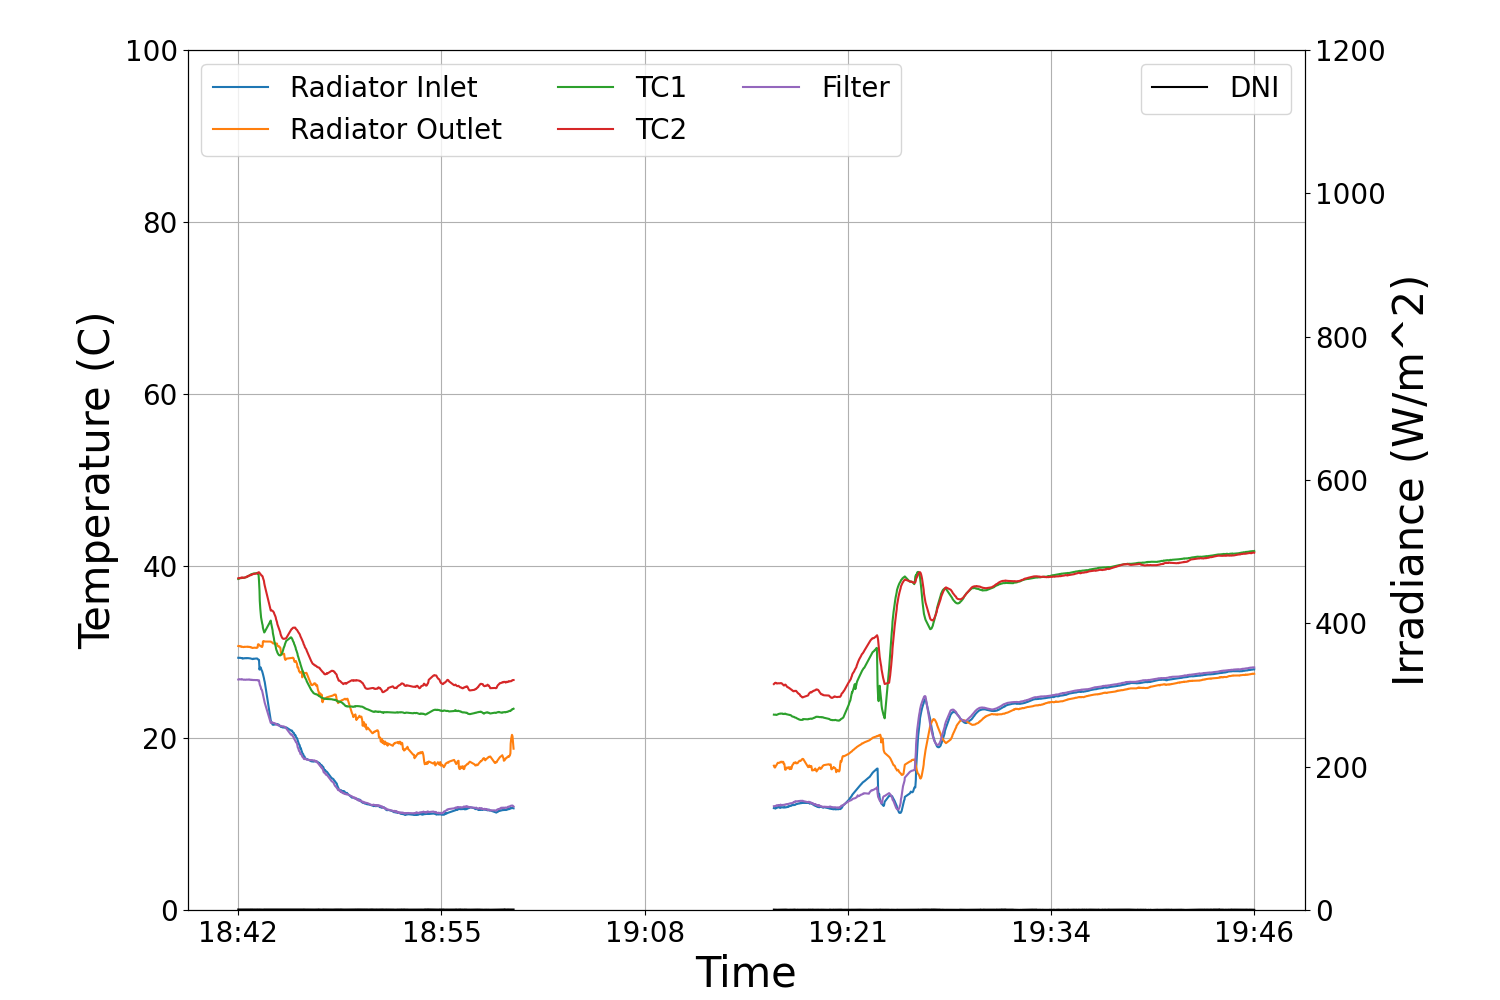 100
80
60
40
20
0
Temperature (C)
Radiator Inlet
Radiator Outlet
TC1
TC2
Filter
DNI
1200
1000
800
600
400
200
0
Irradiance (W/m^2)
18:42
18:55
19:08
19:21
19:34
19:46
Time